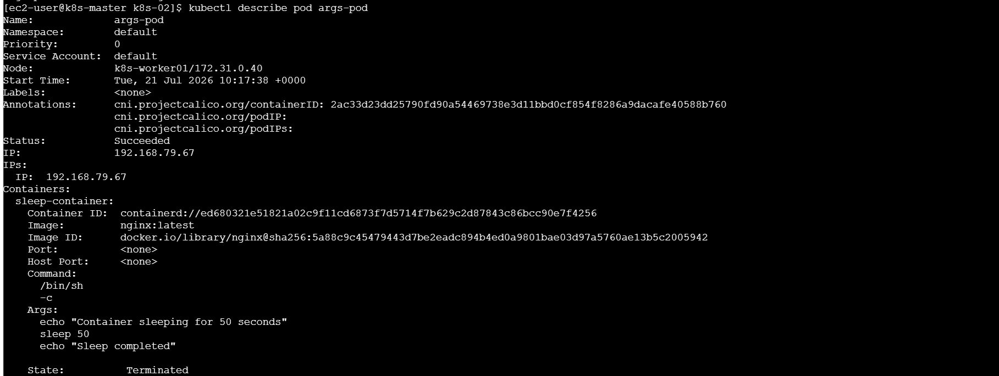 [ec2-user@k8s-master k8s-02]$ kubectl describe pod args-pod
Name:             args-pod
Namespace:        default
Priority:         0
Service Account:  default
Node:             k8s-worker01/172.31.0.40
Start Time:       Tue, 21 Jul 2026 10:17:38 +0000
Labels:           <none>
Annotations:      cni.projectcalico.org/containerID: 2ac33d23dd25790fd90a54469738e3d11bbd0cf854f8286a9dacafe40588b760
                  cni.projectcalico.org/podIP:
                  cni.projectcalico.org/podIPs:
Status:           Succeeded
IP:               192.168.79.67
IPs:
  IP:  192.168.79.67
Containers:
  sleep-container:
    Container ID:  containerd://ed680321e51821a02c9f11cd6873f7d5714f7b629c2d87843c86bcc90e7f4256
    Image:         nginx:latest
    Image ID:      docker.io/library/nginx@sha256:5a88c9c45479443d7be2eadc894b4ed0a9801bae03d97a5760ae13b5c2005942
    Port:          <none>
    Host Port:     <none>
    Command:
      /bin/sh
      -c
    Args:
      echo "Container sleeping for 50 seconds"
      sleep 50
      echo "Sleep completed"
    State:          Terminated